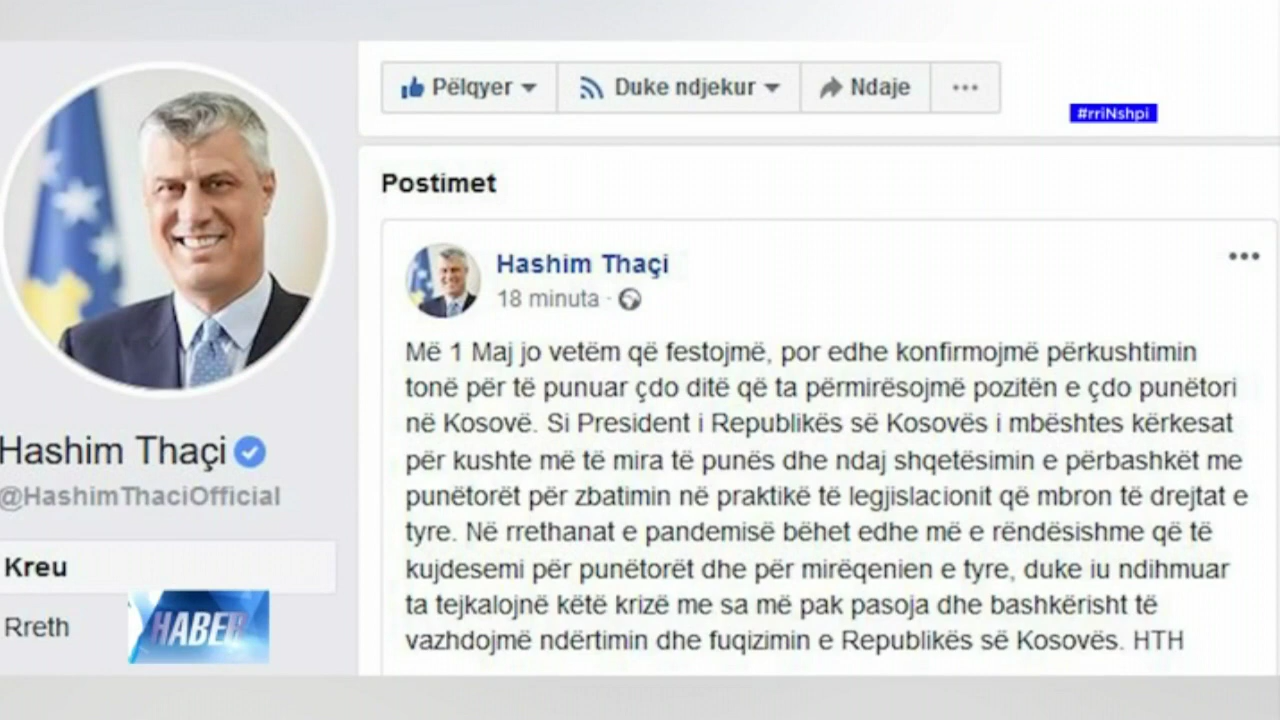 Pëlqyer
Duke ndjekur
Ndaje
#rriNshpi
Postimet
Hashim Thaçi
18 minuta ·
Më 1 Maj jo vetëm që festojmë, por edhe konfirmojmë përkushtimin
tonë për të punuar çdo ditë që ta përmirësojmë pozitën e çdo punëtori
në Kosovë. Si President i Republikës së Kosovës i mbështes kërkesat
për kushte më të mira të punës dhe ndaj shqetësimin e përbashkët me
punëtorët për zbatimin në praktikë të legjislacionit që mbron të drejtat e
tyre. Në rrethanat e pandemisë bëhet edhe më e rëndësishme që të
kujdesemi për punëtorët dhe për mirëqenien e tyre, duke iu ndihmuar
ta tejkalojnë këtë krizë me sa më pak pasoja dhe bashkërisht të
vazhdojmë ndërtimin dhe fuqizimin e Republikës së Kosovës. HTH
Hashim Thaçi
@HashimThaciOfficial
Kreu
Rreth
HABER